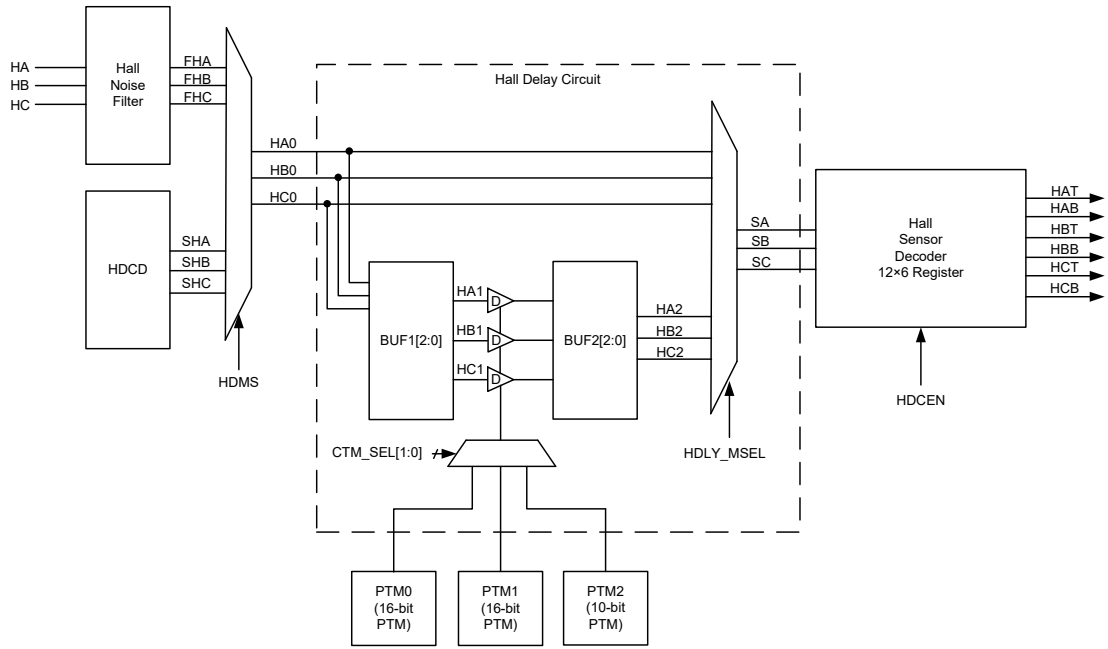 HA
HB
HC
Hall
Noise
Filter
FHA
FHB
FHC
HDCD
SHA
SHB
SHC
HDMS
HA0
HB0
HC0
Hall Delay Circuit
BUF1[2:0]
HA1
HB1
HC1
D
D
D
BUF2[2:0]
HA2
HB2
HC2
CTM_SEL[1:0]
HDLY_MSEL
SA
SB
SC
Hall
Sensor
Decoder
12×6 Register
HDCEN
HAT
HAB
HBT
HBB
HCT
HCB
PTM0
(16-bit
PTM)
PTM1
(16-bit
PTM)
PTM2
(10-bit
PTM)